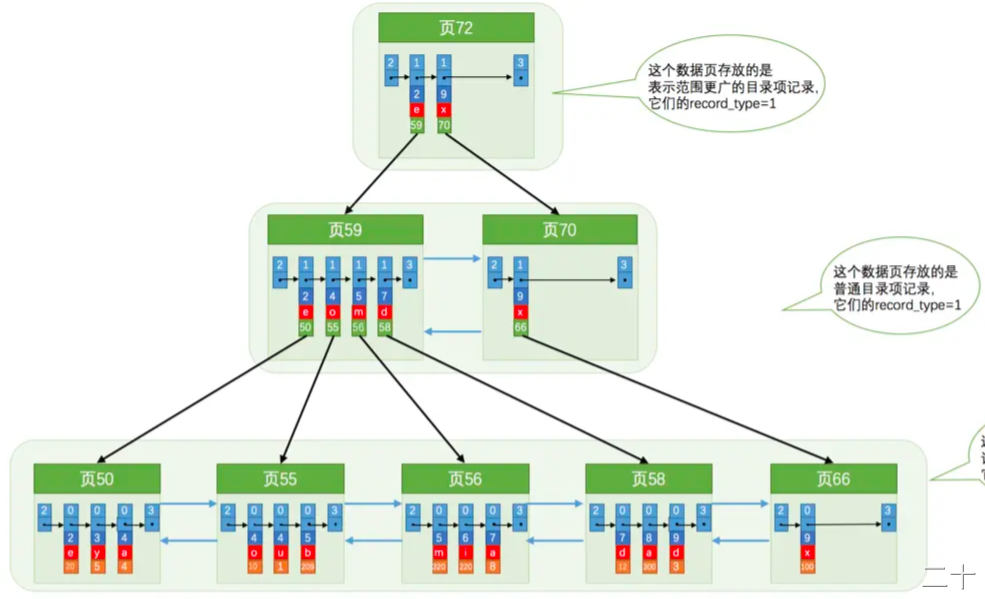 页72
2 1 1 3
2 9
e x
59 70
这个数据页存放的是
表示范围更广的目录项记录,
它们的record_type=1
页59 页70
2 1 1 1 1 3 2 1 3
2 4 5 7 9
e o m d x
50 55 56 58 66
这个数据页存放的是
普通目录项记录,
它们的record_type=1
页50 页55 页56 页58 页66
2 0 0 0 3 2 0 0 0 3 2 0 0 0 3 2 0 0 0 3 2 0 3
2 3 4 4 4 5 5 6 7 7 8 9 9
e y a o u b m i a d a d x
20 5 4 10 1 209 320 220 8 12 300 3 100
二十